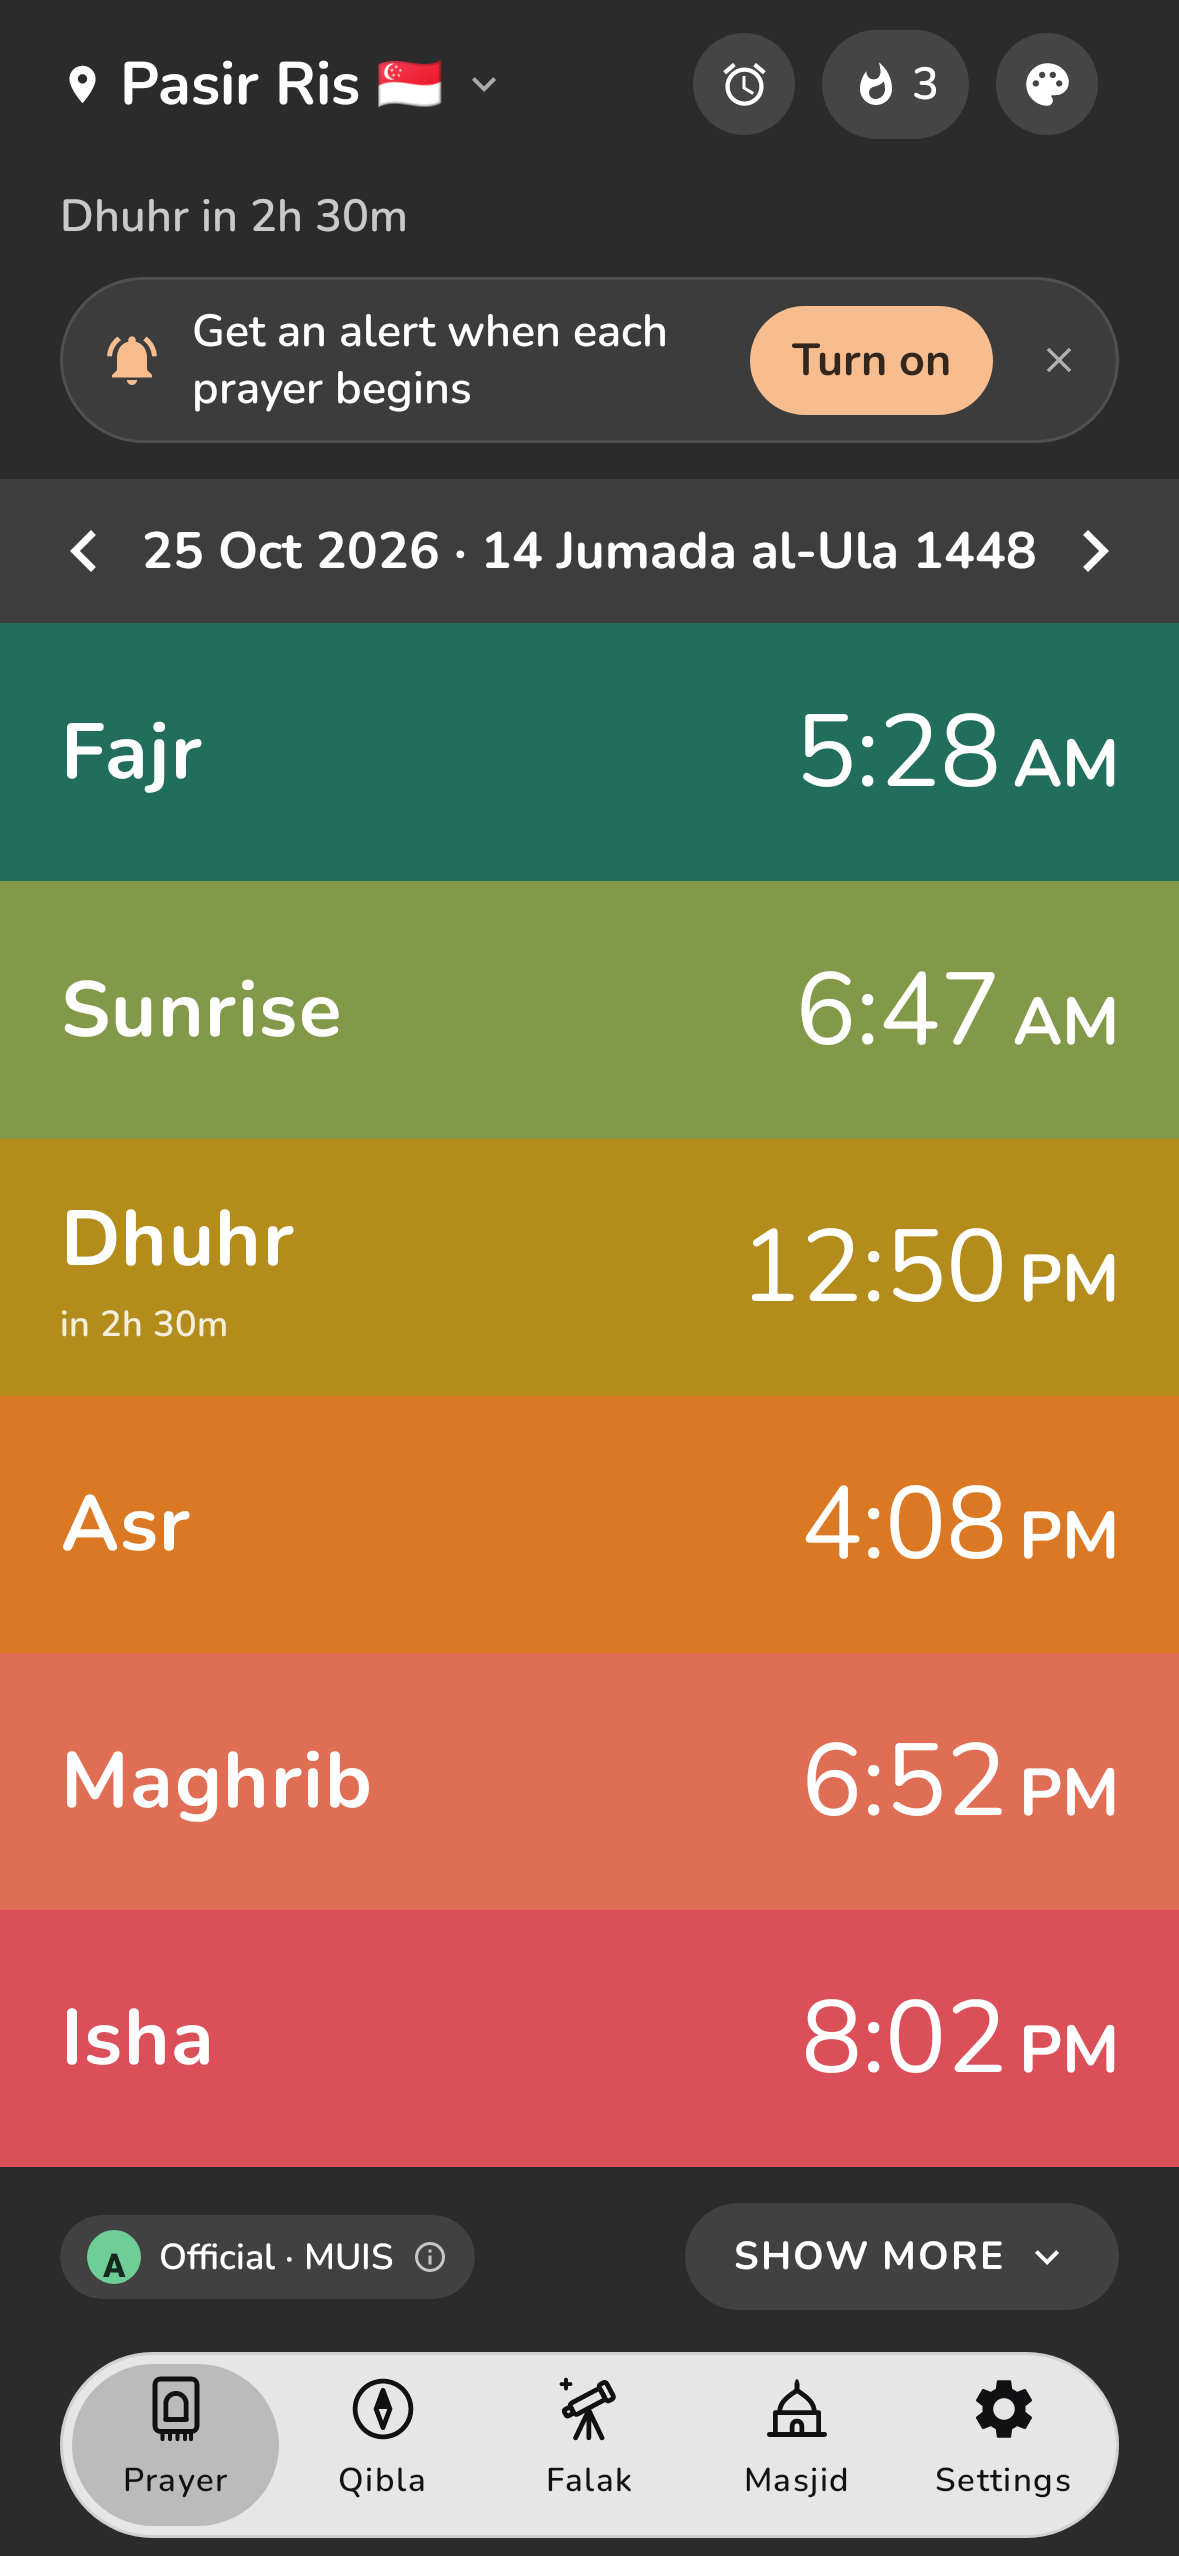 Pasir Ris 🇸🇬
3
Dhuhr in 2h 30m
Get an alert when each
prayer begins
Turn on
25 Oct 2026 · 14 Jumada al-Ula 1448
Fajr 5:28 AM
Sunrise 6:47 AM
Dhuhr 12:50 PM
in 2h 30m
Asr 4:08 PM
Maghrib 6:52 PM
Isha 8:02 PM
A Official · MUIS
SHOW MORE
Prayer Qibla Falak Masjid Settings